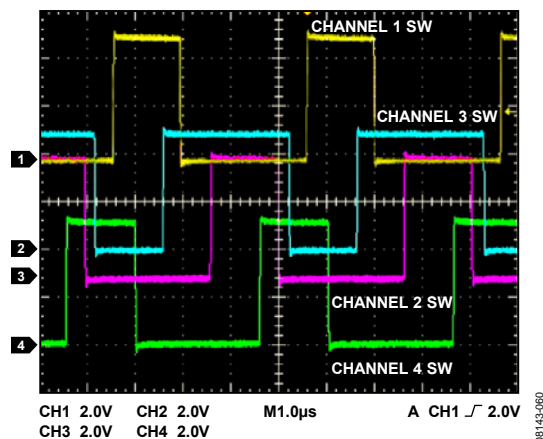 CHANNEL 1 SW
CHANNEL 3 SW
1
2
3
CHANNEL 2 SW
4
CHANNEL 4 SW
CH1 2.0V CH2 2.0V M1.0µs A CH1 2.0V
CH3 2.0V CH4 2.0V
08143-060